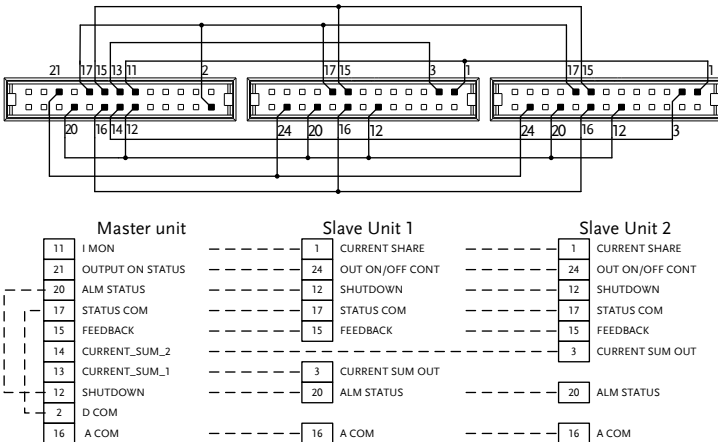 21 17 15 13 11 2 17 15 3 1 17 15 1
20 16 14 12 24 20 16 12 24 20 16 12 3
Master unit Slave Unit 1 Slave Unit 2
11 I MON 1 CURRENT SHARE 1 CURRENT SHARE
21 OUTPUT ON STATUS 24 OUT ON/OFF CONT 24 OUT ON/OFF CONT
20 ALM STATUS 12 SHUTDOWN 12 SHUTDOWN
17 STATUS COM 17 STATUS COM 17 STATUS COM
15 FEEDBACK 15 FEEDBACK 15 FEEDBACK
14 CURRENT_SUM_2 3 CURRENT SUM OUT
13 CURRENT_SUM_1 3 CURRENT SUM OUT
12 SHUTDOWN 20 ALM STATUS 20 ALM STATUS
2 D COM
16 A COM 16 A COM 16 A COM